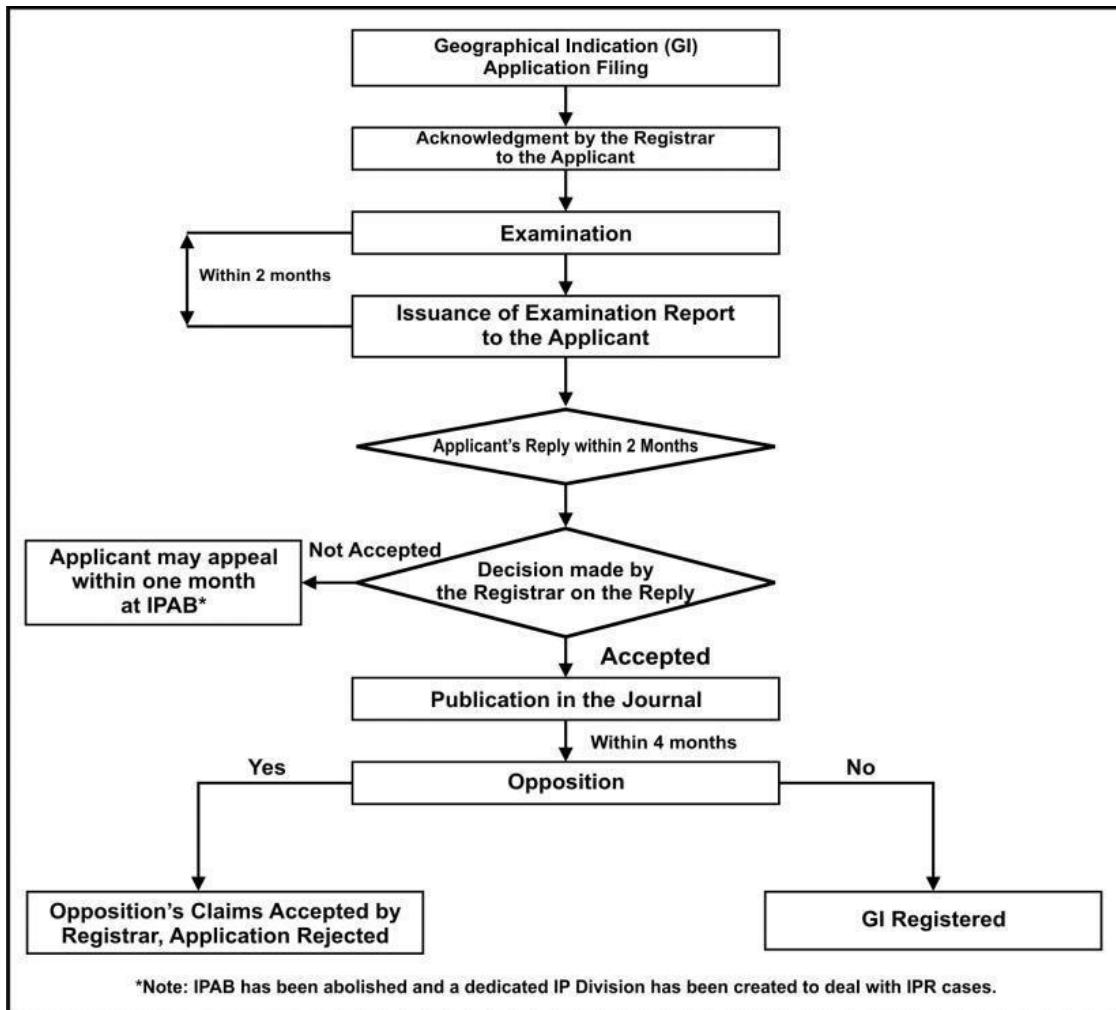 Geographical Indication (GI)
Application Filing
Acknowledgment by the Registrar
to the Applicant
Examination
Within 2 months
Issuance of Examination Report
to the Applicant
Applicant's Reply within 2 Months
Applicant may appeal
within one month
at IPAB*
Not Accepted
Decision made by
the Registrar on the Reply
Accepted
Publication in the Journal
Within 4 months
Yes
Opposition
No
Opposition's Claims Accepted by
Registrar, Application Rejected
GI Registered
*Note: IPAB has been abolished and a dedicated IP Division has been created to deal with IPR cases.